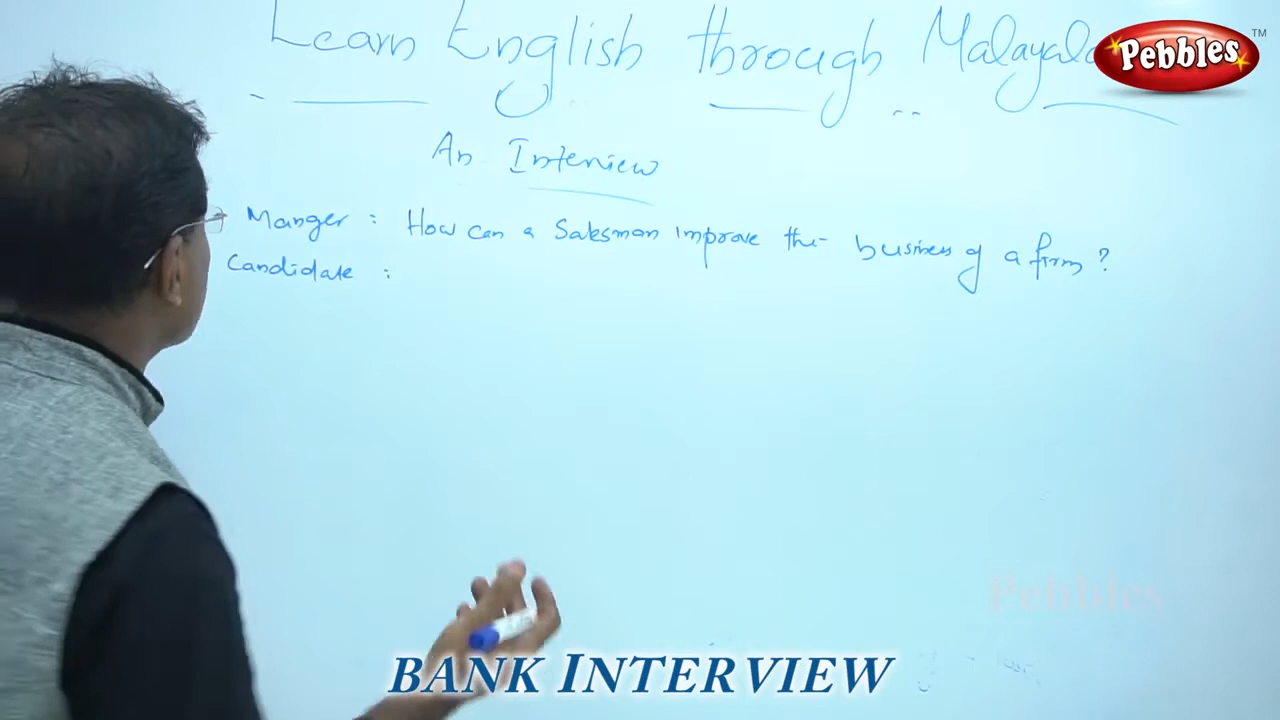 Learn English through Malayala
Pebbles TM
An Interview
Manger : How can a Salesman improve the business of a firm ?
Candidate :
Pebbles
BANK INTERVIEW